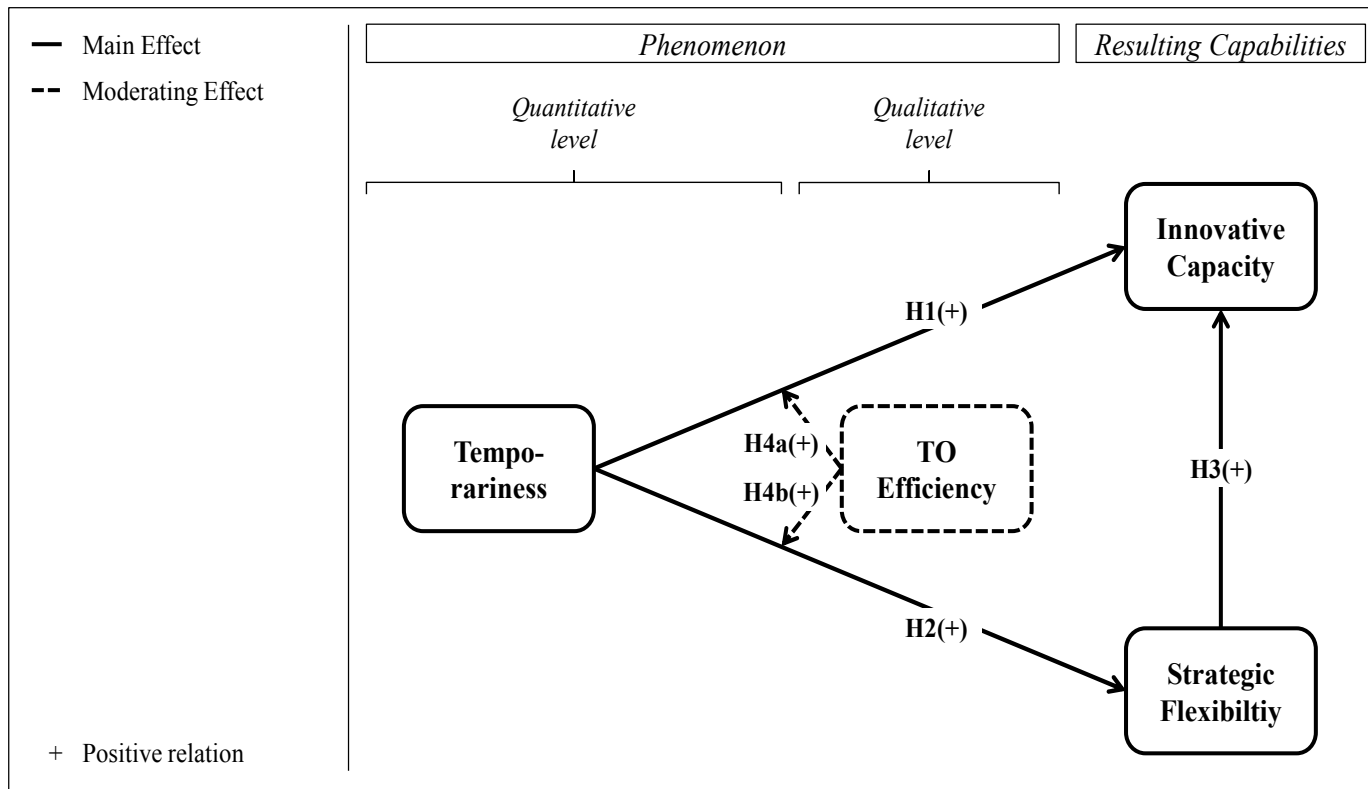 Main Effect
Moderating Effect
Phenomenon
Resulting Capabilities
Quantitative
level
Qualitative
level
Innovative
Capacity
H1(+)
Tempo-
rariness
H4a(+)
H4b(+)
TO
Efficiency
H3(+)
H2(+)
Strategic
Flexibiltiy
+ Positive relation